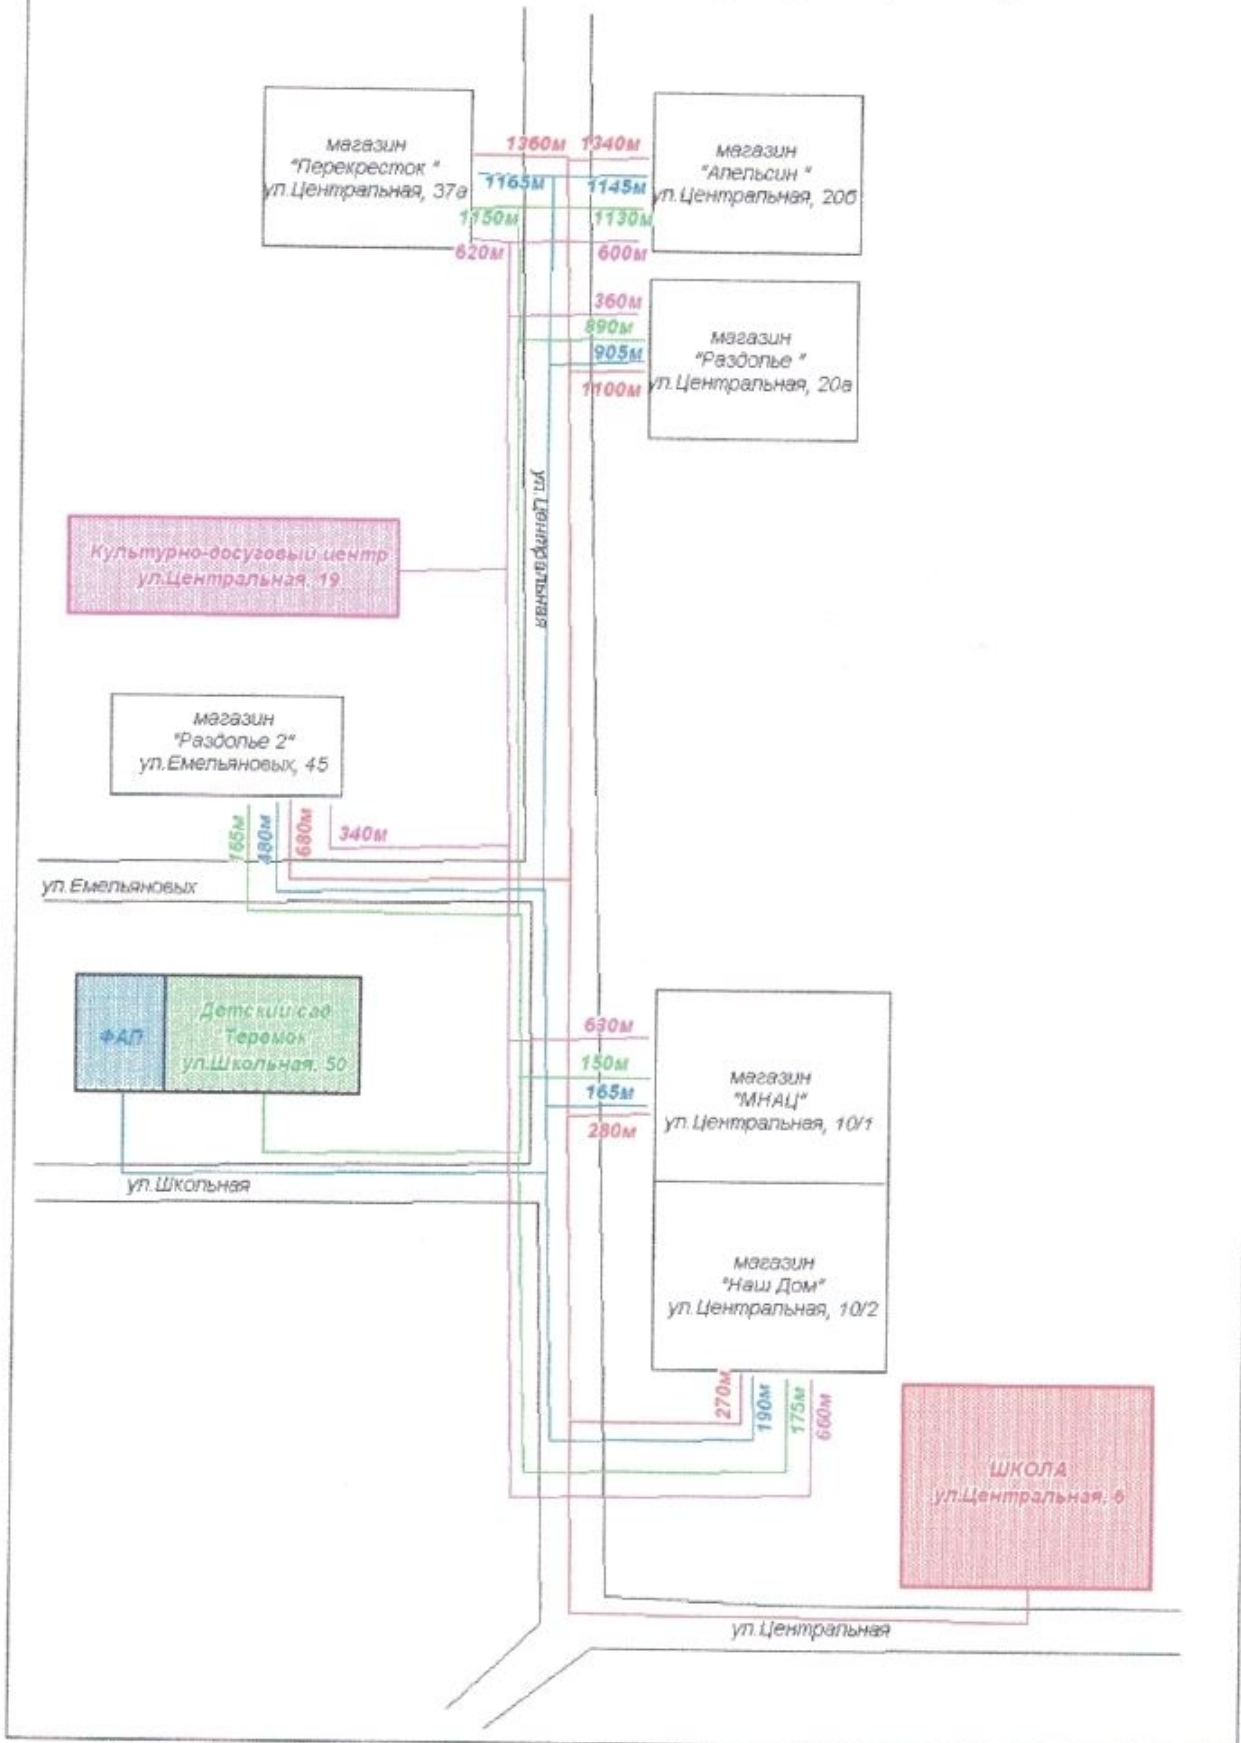 магазин
"Перекресток "
ул.Центральная, 37а
1360м
1340м
1165м
1145м
1150м
1130м
620м
600м
магазин
"Апельсин "
ул.Центральная, 20б
360м
890м
905м
1100м
магазин
"Раздолье "
ул.Центральная, 20а
ул.Центральная
Культурно-досуговый центр
ул.Центральная, 19
магазин
"Раздолье 2"
ул.Емельяновых, 45
165м
480м
680м
340м
ул.Емельяновых
ФАП
Детский сад
Теремок
ул.Школьная, 50
630м
150м
165м
280м
магазин
"МНАЦ"
ул.Центральная, 10/1
ул.Школьная
магазин
"Наш Дом"
ул.Центральная, 10/2
270м
190м
175м
660м
ШКОЛА
ул.Центральная, 6
ул.Центральная